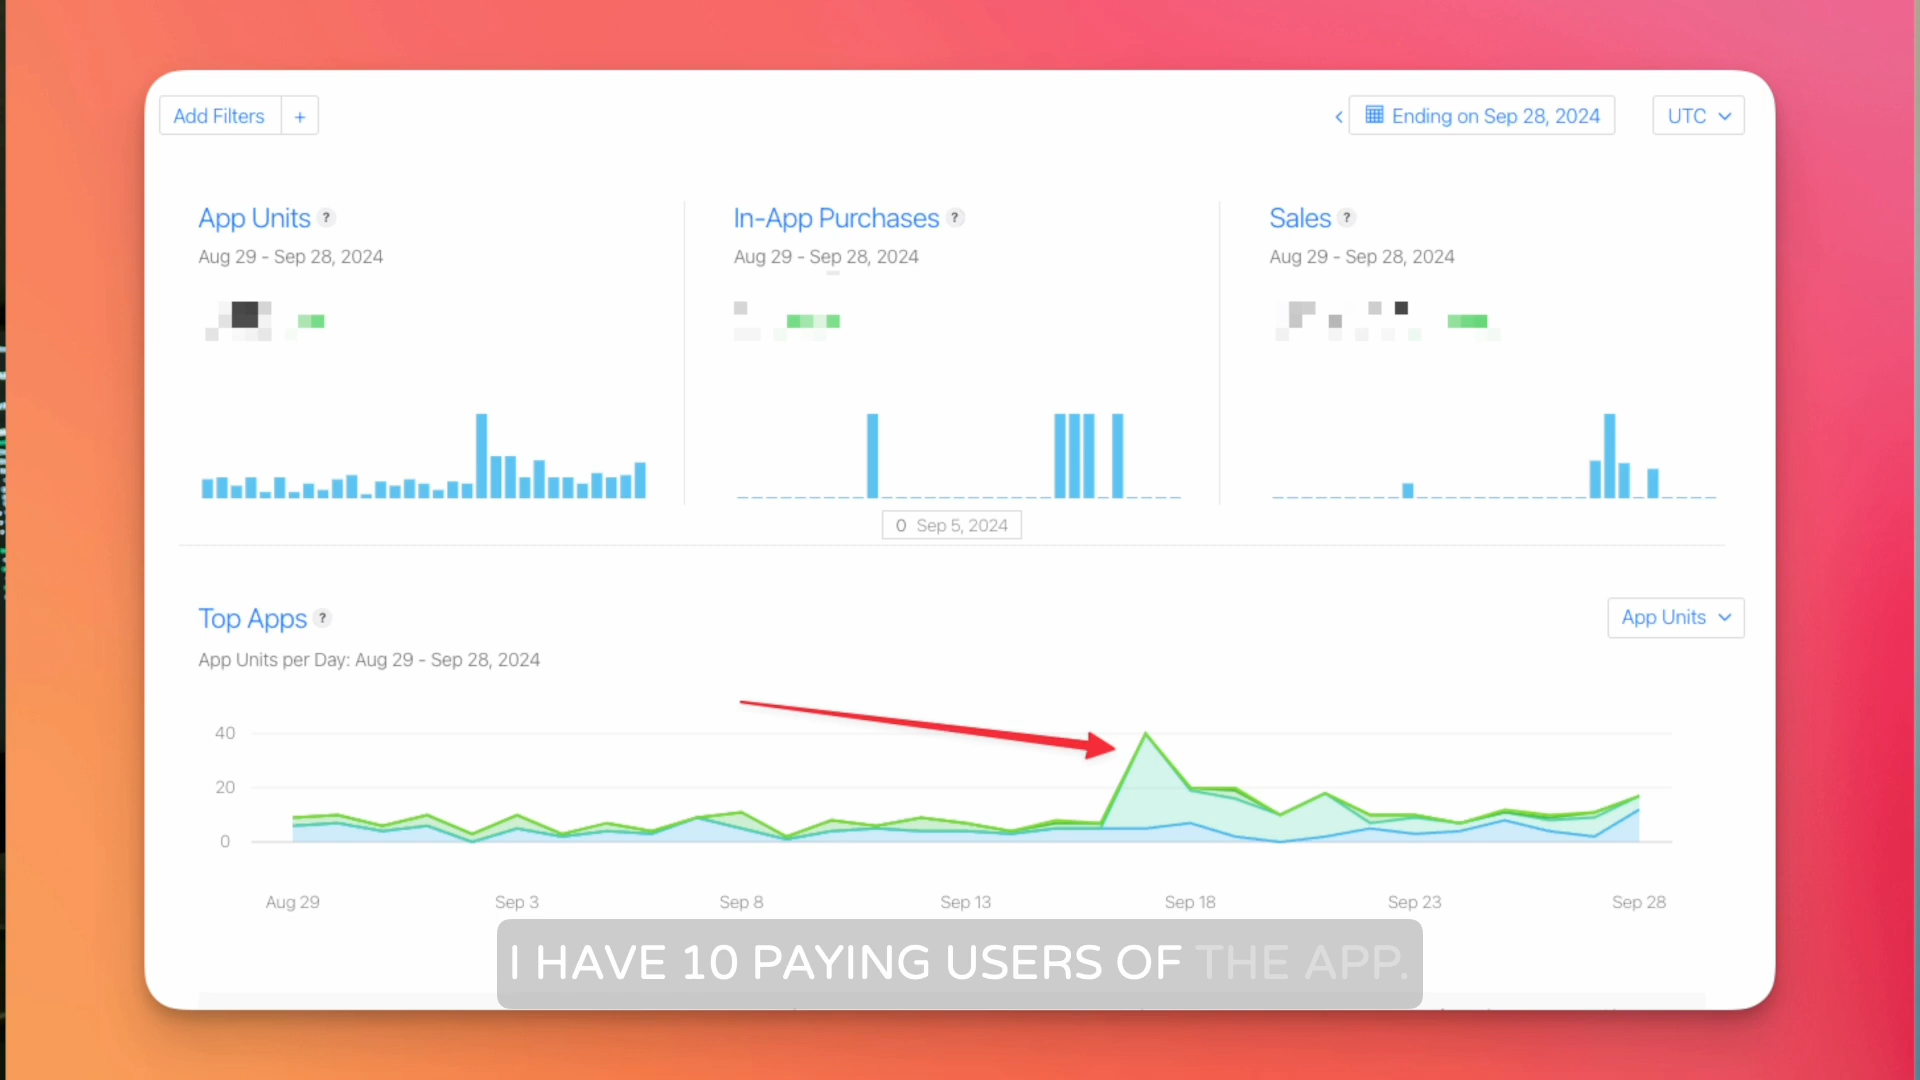 Add Filters +
Ending on Sep 28, 2024
UTC
App Units ?
Aug 29 - Sep 28, 2024
In-App Purchases ?
Aug 29 - Sep 28, 2024
Sales ?
Aug 29 - Sep 28, 2024
0 Sep 5, 2024
Top Apps ?
App Units
App Units per Day: Aug 29 - Sep 28, 2024
40
20
0
Aug 29 Sep 3 Sep 8 Sep 13 Sep 18 Sep 23 Sep 28
I HAVE 10 PAYING USERS OF THE APP.